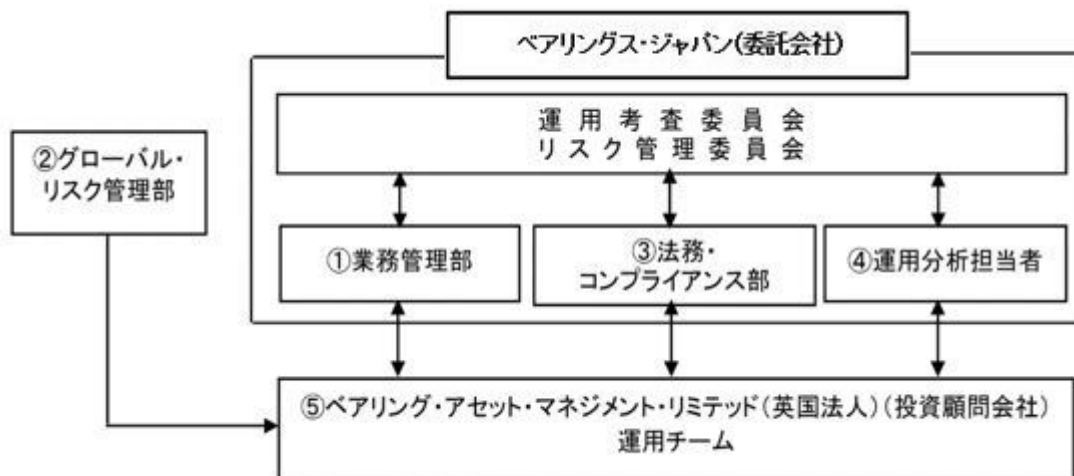 ベアリングス・ジャパン(委託会社)
運用考査委員会
リスク管理委員会
②グローバル・
リスク管理部
①業務管理部
③法務・
コンプライアンス部
④運用分析担当者
⑤ベアリング・アセット・マネジメント・リミテッド(英国法人)(投資顧問会社)
運用チーム